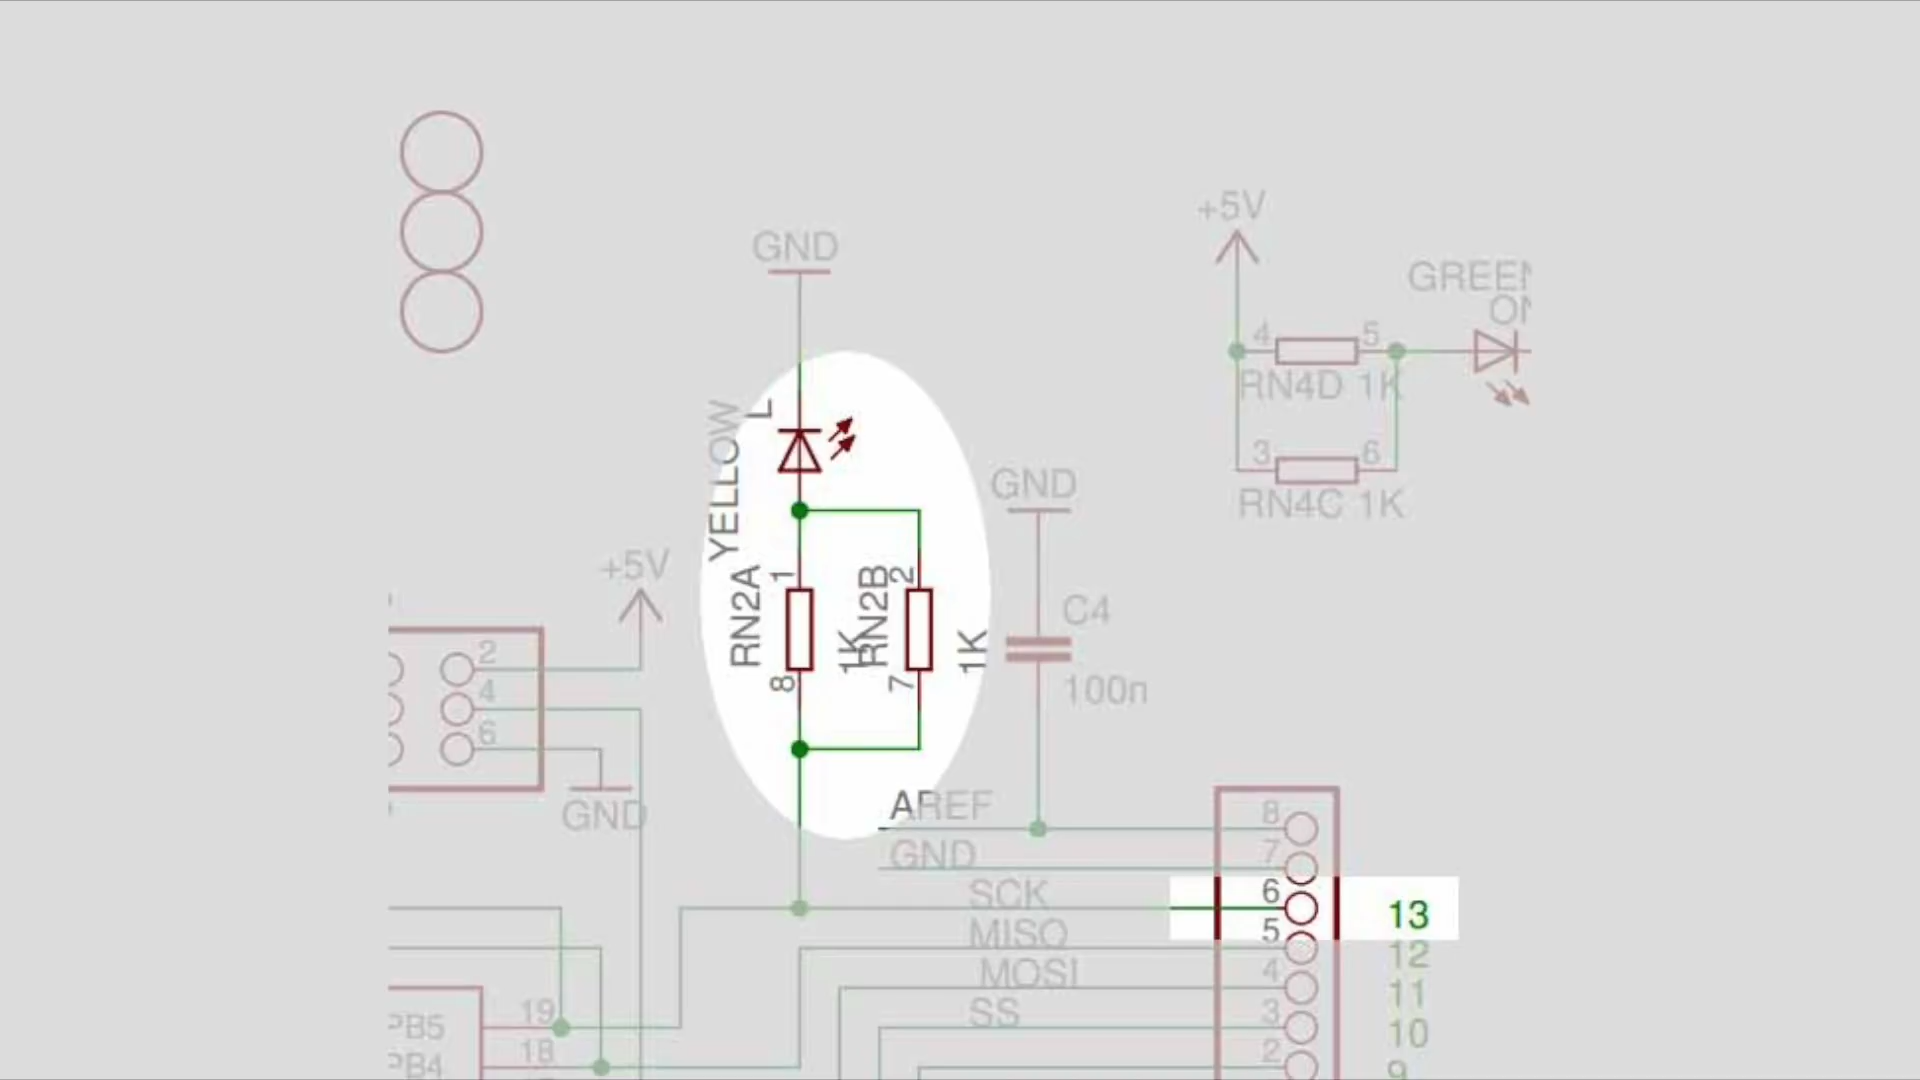 +5V
GND
GREEN
ON
4
5
RN4D 1K
YELLOW
L
3
6
RN4C 1K
GND
+5V
RN2A
1
8
1K
RN2B
2
7
1K
C4
100n
2
4
6
GND
AREF
8
GND
7
SCK
6
13
MISO
5
12
MOSI
4
11
SS
3
10
2
9
PB5
19
PB4
18